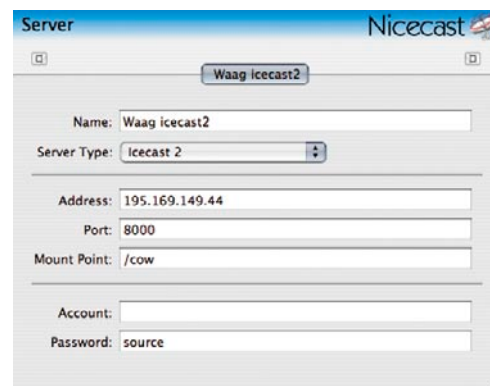 Server Nicecast
Waag icecast2
Name: Waag icecast2
Server Type: Icecast 2
Address: 195.169.149.44
Port: 8000
Mount Point: /cow
Account:
Password: source